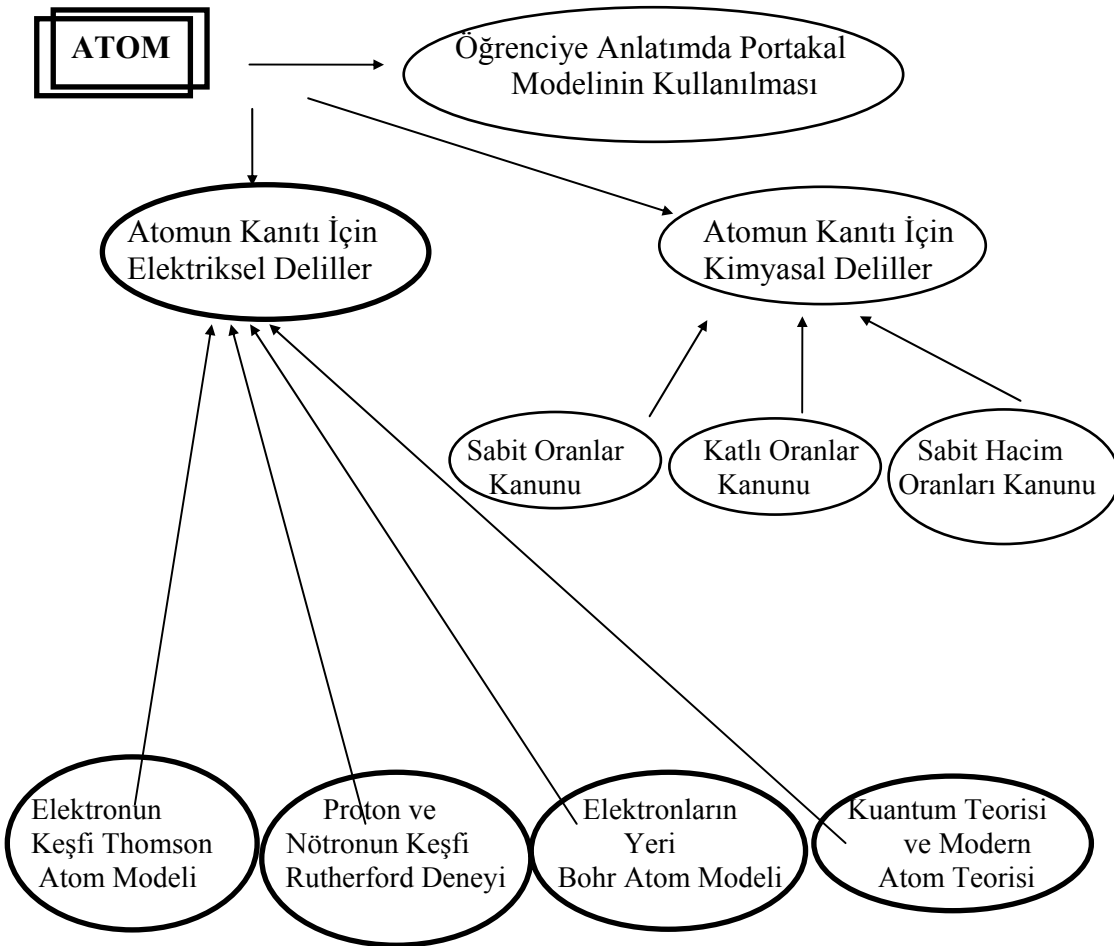 ATOM
Öğrenciye Anlatımda Portakal
Modelinin Kullanılması
Atomun Kanıtı İçin
Elektriksel Deliller
Atomun Kanıtı İçin
Kimyasal Deliller
Sabit Oranlar
Kanunu
Katlı Oranlar
Kanunu
Sabit Hacim
Oranları Kanunu
Elektronun
Keşfi Thomson
Atom Modeli
Proton ve
Nötronun Keşfi
Rutherford Deneyi
Elektronların
Yeri
Bohr Atom Modeli
Kuantum Teorisi
ve Modern
Atom Teorisi